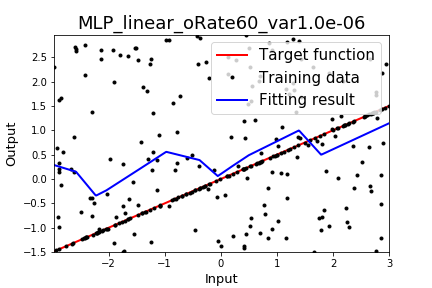 MLP_linear_oRate60_var1.0e-06
Target function
Training data
Fitting result
Output
2.5
2.0
1.5
1.0
0.5
0.0
−0.5
−1.0
−1.5
−2
−1
0
1
2
3
Input